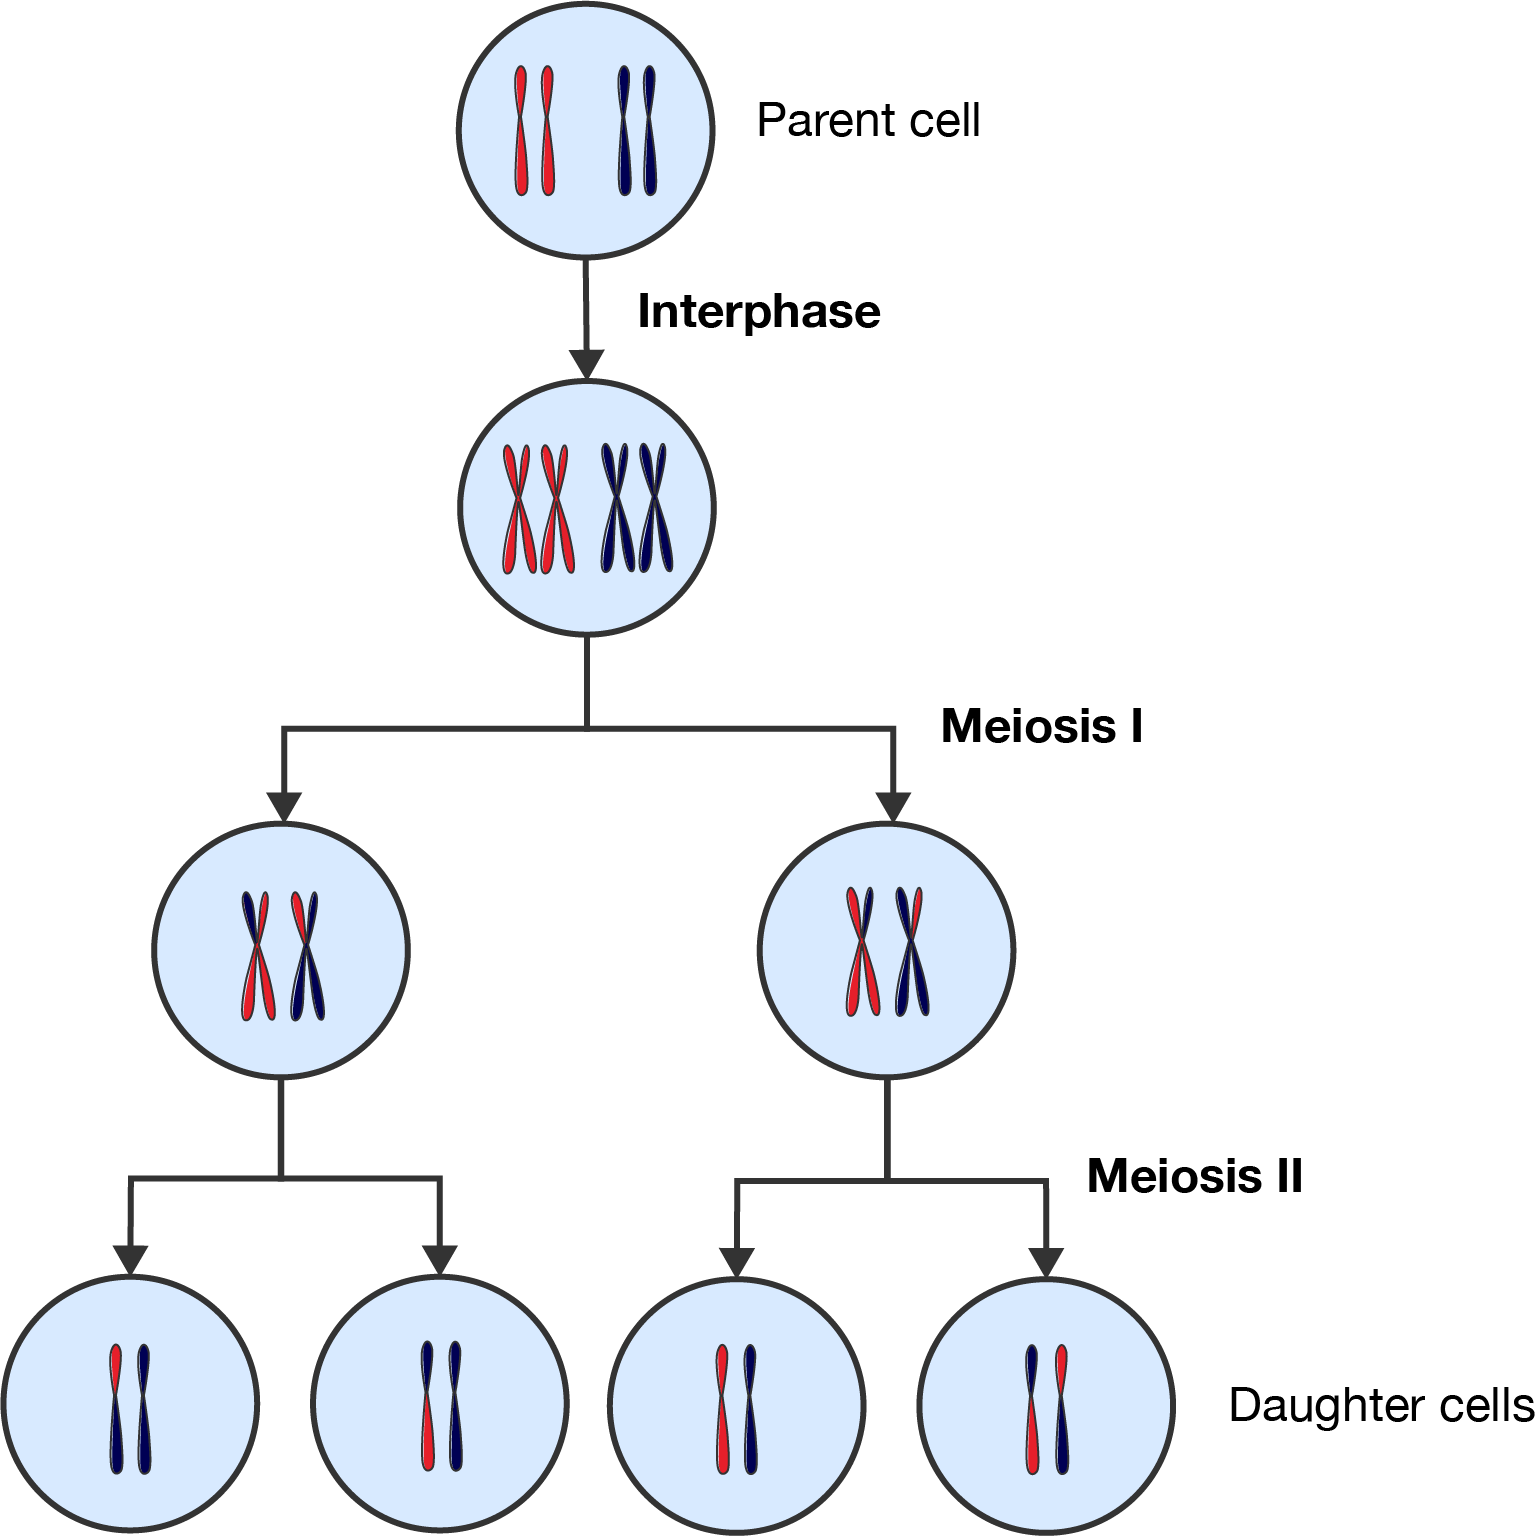 Parent cell
Interphase
Meiosis I
Meiosis II
Daughter cells